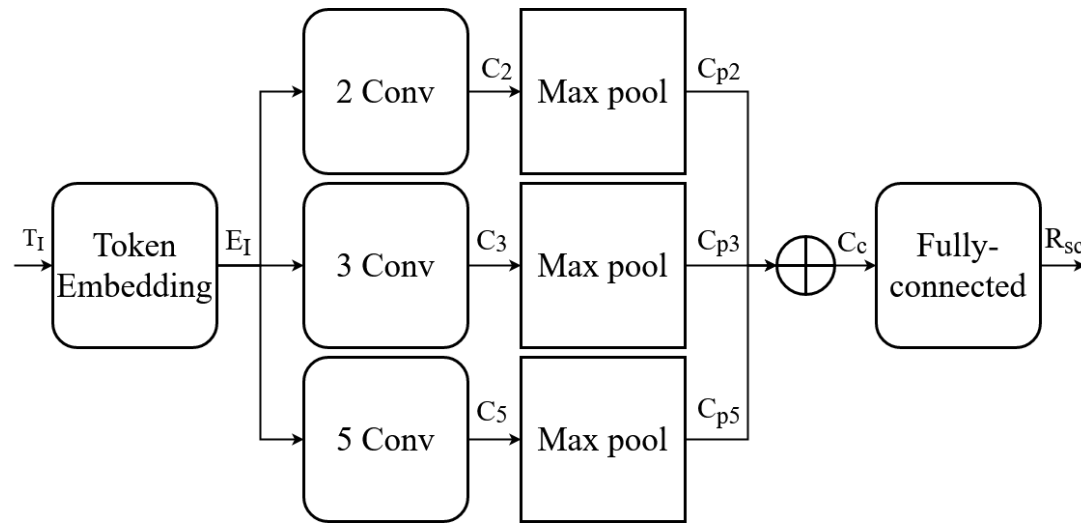 T_I
Token
Embedding
E_I
2 Conv
C_2
Max pool
C_p2
3 Conv
C_3
Max pool
C_p3
5 Conv
C_5
Max pool
C_p5
C_c
Fully-
connected
R_sc